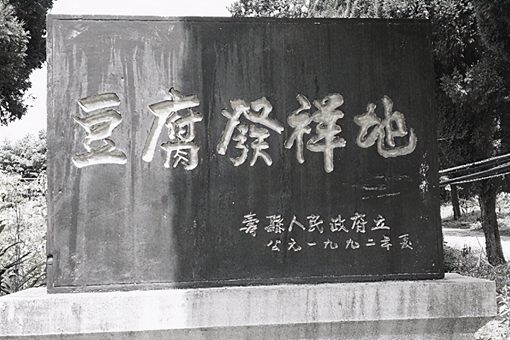 豆腐發祥地
壽縣人民政府立
公元一九九二年夏